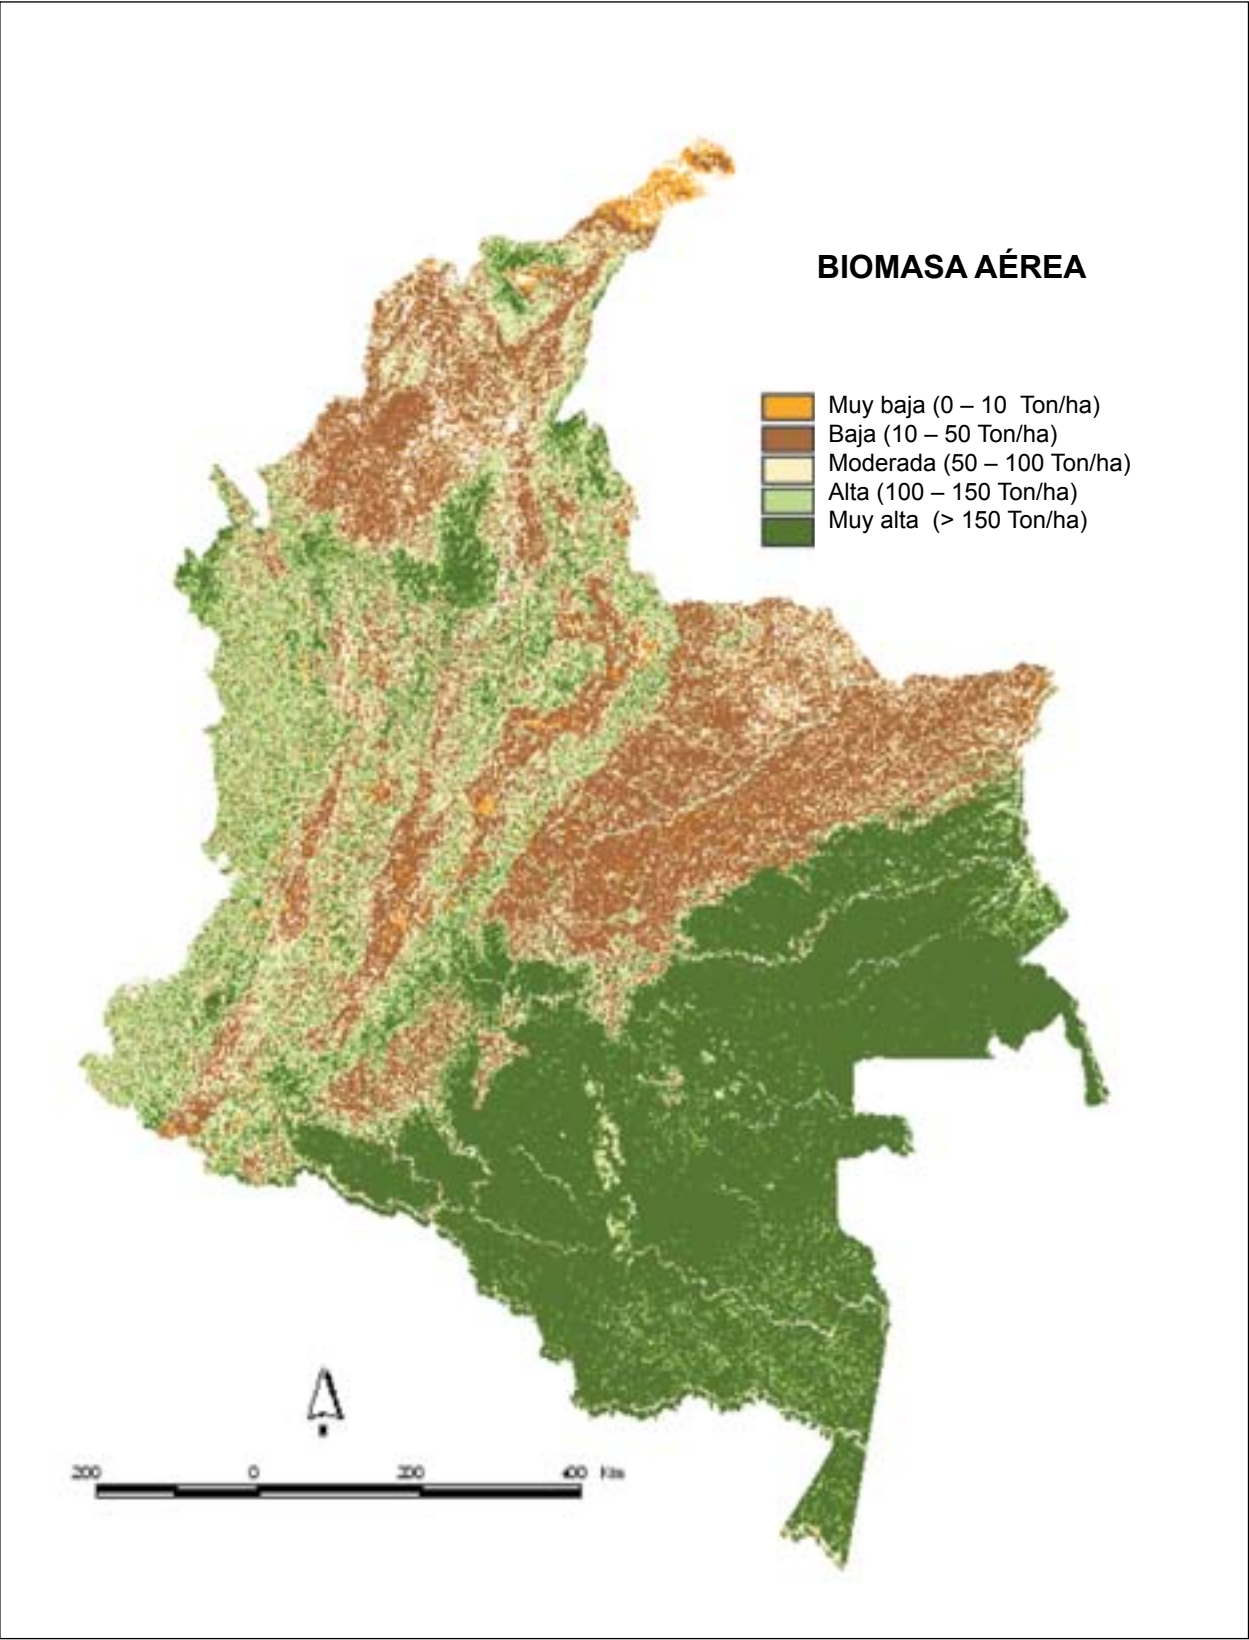 BIOMASA AÉREA
Muy baja (0 – 10 Ton/ha)
Baja (10 – 50 Ton/ha)
Moderada (50 – 100 Ton/ha)
Alta (100 – 150 Ton/ha)
Muy alta (> 150 Ton/ha)
200 0 200 400 Km